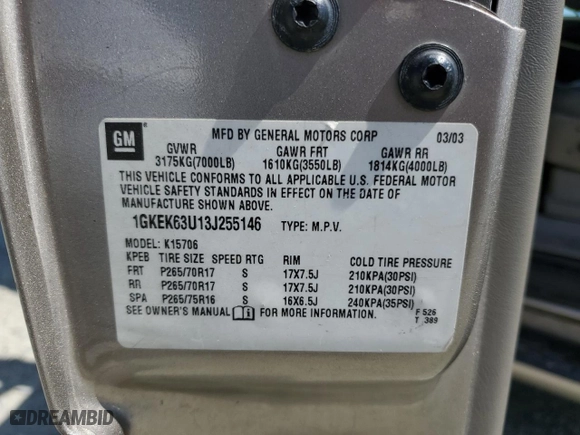 GM
MFD BY GENERAL MOTORS CORP 03/03
GVWR GAWR FRT GAWR RR
3175KG(7000LB) 1610KG(3550LB) 1814KG(4000LB)
THIS VEHICLE CONFORMS TO ALL APPLICABLE U.S. FEDERAL MOTOR
VEHICLE SAFETY STANDARDS IN EFFECT ON THE DATE OF
MANUFACTURE SHOWN ABOVE.
1GKEK63U13J255146 TYPE: M.P.V.
MODEL: K15706
KPEB TIRE SIZE SPEED RTG RIM COLD TIRE PRESSURE
FRT P265/70R17 S 17X7.5J 210KPA(30PSI)
RR P265/70R17 S 17X7.5J 210KPA(30PSI)
SPA P265/75R16 S 16X6.5J 240KPA(35PSI)
SEE OWNER'S MANUAL FOR MORE INFORMATION. F 526
T 389
DREAMBID